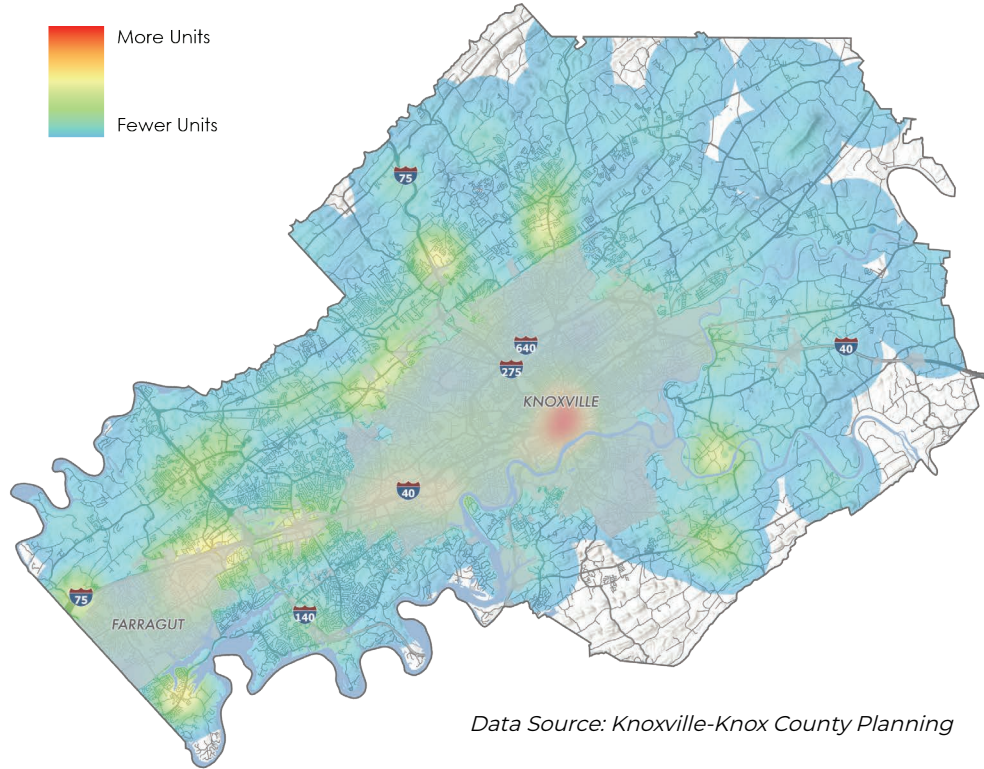 More Units
Fewer Units
75
640
275
40
KNOXVILLE
40
75
FARRAGUT
140
Data Source: Knoxville-Knox County Planning